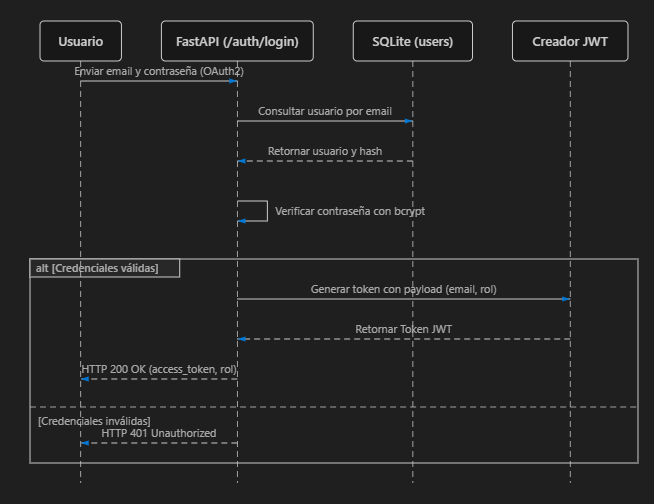 Usuario
FastAPI (/auth/login)
SQLite (users)
Creador JWT
Enviar email y contraseña (OAuth2)
Consultar usuario por email
Retornar usuario y hash
Verificar contraseña con bcrypt
alt [Credenciales válidas]
Generar token con payload (email, rol)
Retornar Token JWT
HTTP 200 OK (access_token, rol)
[Credenciales inválidas]
HTTP 401 Unauthorized